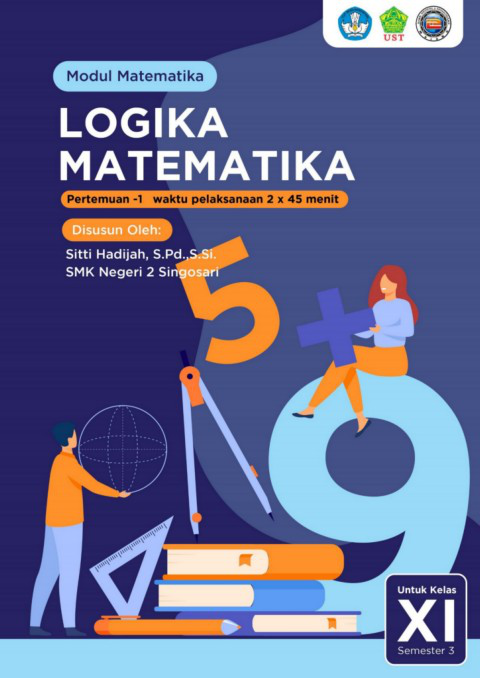 UST
Modul Matematika
LOGIKA
MATEMATIKA
Pertemuan -1 waktu pelaksanaan 2 x 45 menit
Disusun Oleh:
Sitti Hadijah, S.Pd.,S.Si.
SMK Negeri 2 Singosari
5
+
9
Untuk Kelas
XI
Semester 3